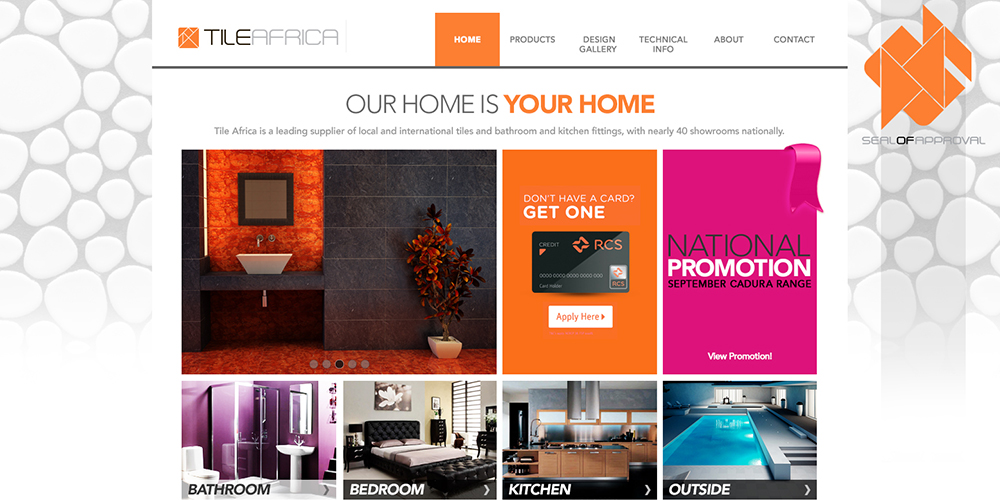 TILEAFRICA
HOME
PRODUCTS
DESIGN
GALLERY
TECHNICAL
INFO
ABOUT
CONTACT
SEALOFAPPROVAL
OUR HOME IS YOUR HOME
Tile Africa is a leading supplier of local and international tiles and bathroom and kitchen fittings, with nearly 40 showrooms nationally.
DON'T HAVE A CARD?
GET ONE
CREDIT
RCS
0000 0000 0000 0000 000
Card Holder
RCS
Apply Here
NATIONAL
PROMOTION
SEPTEMBER CADURA RANGE
View Promotion!
BATHROOM
BEDROOM
KITCHEN
OUTSIDE